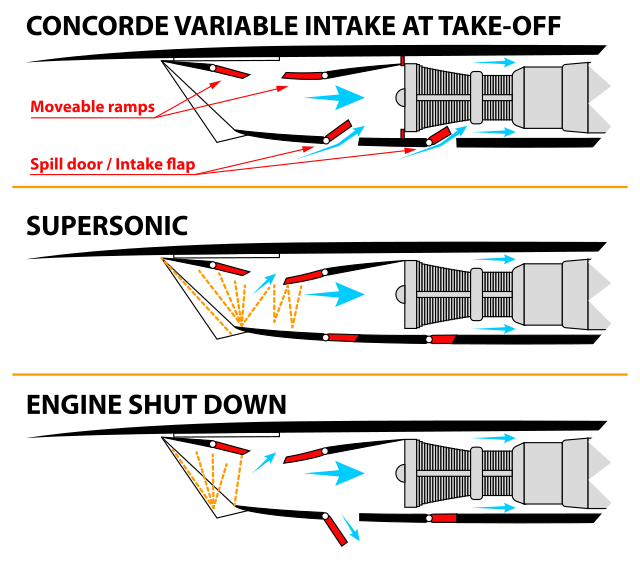 CONCORDE VARIABLE INTAKE AT TAKE-OFF
Moveable ramps
Spill door / Intake flap
SUPERSONIC
ENGINE SHUT DOWN